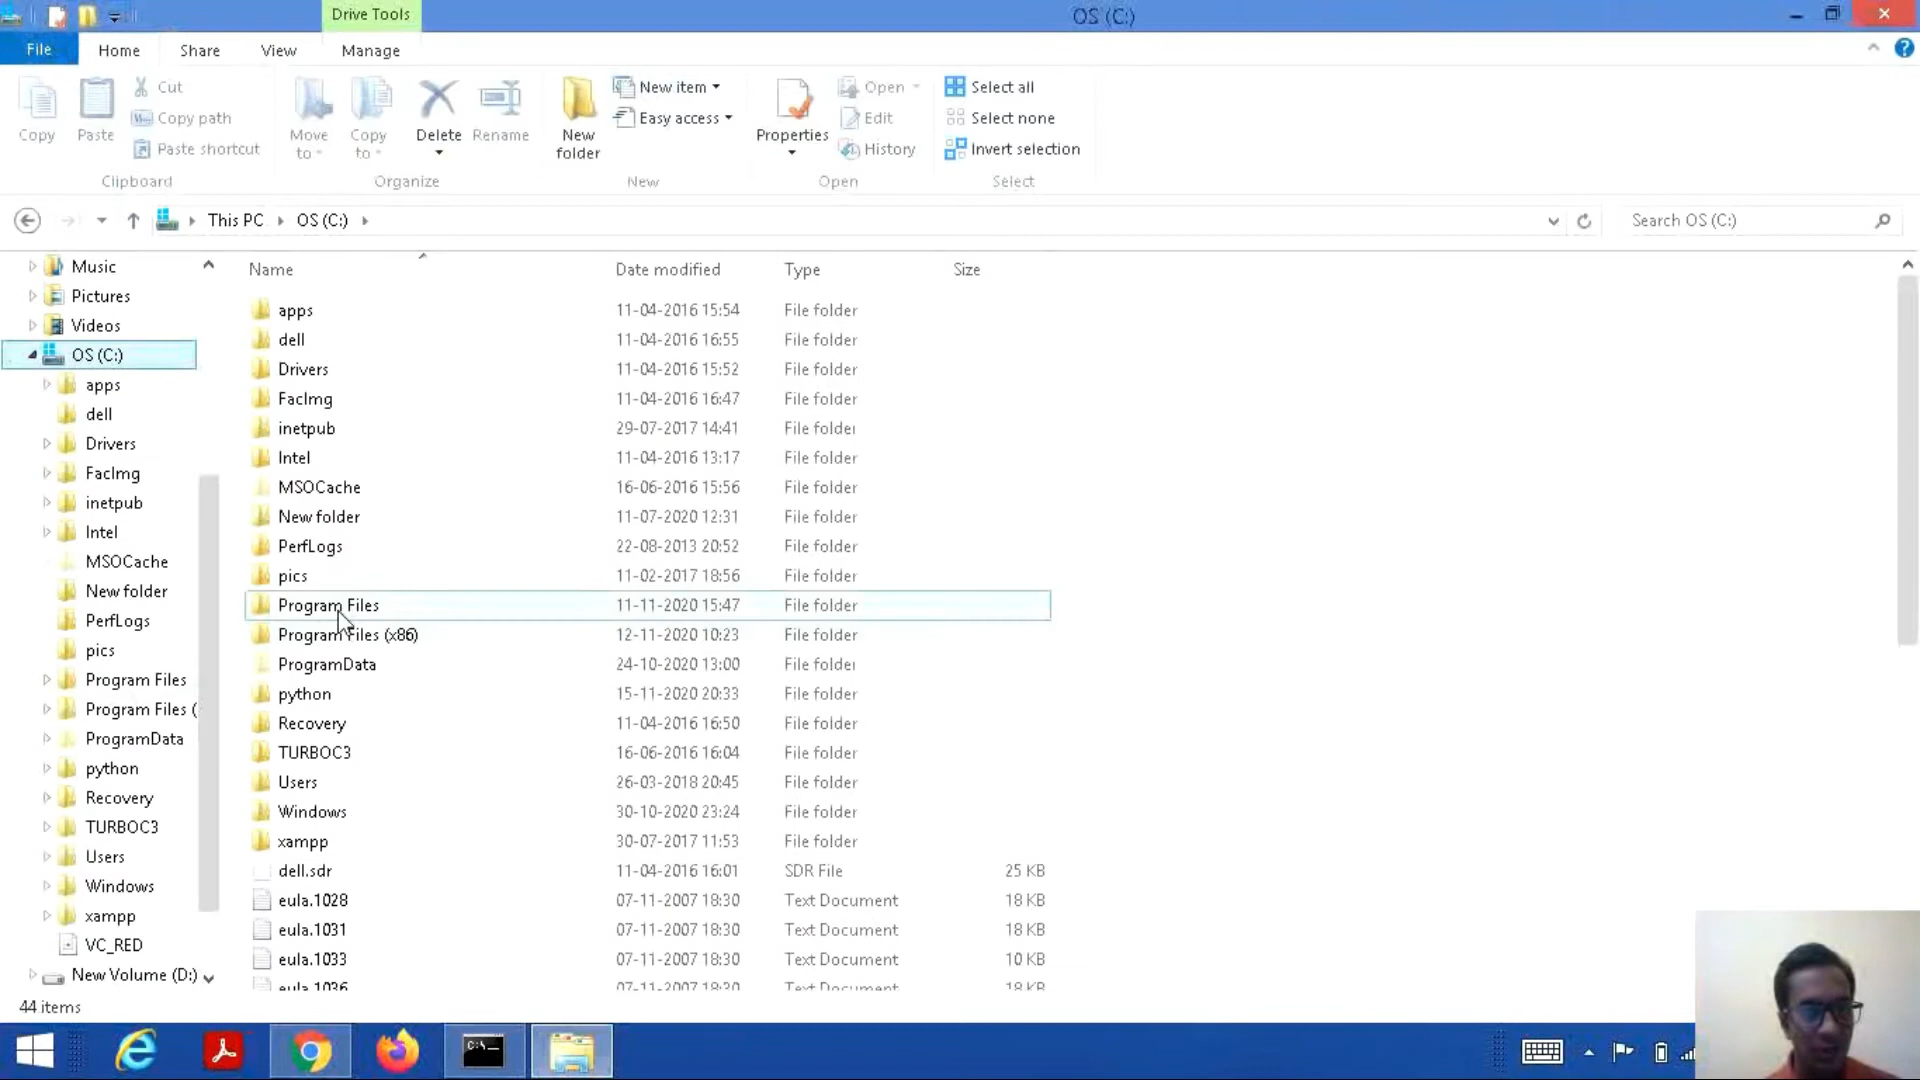 Drive Tools
OS (C:)
File Home Share View Manage
Copy
Paste
Cut
Copy path
Paste shortcut
Clipboard
Move to
Copy to
Delete
Rename
Organize
New folder
New item
Easy access
New
Properties
Open
Edit
History
Open
Select all
Select none
Invert selection
Select
This PC OS (C:)
Search OS (C:)
Music
Pictures
Videos
OS (C:)
apps
dell
Drivers
FacImg
inetpub
Intel
MSOCache
New folder
PerfLogs
pics
Program Files
Program Files (
ProgramData
python
Recovery
TURBOC3
Users
Windows
xampp
VC_RED
New Volume (D:)
Name Date modified Type Size
apps 11-04-2016 15:54 File folder
dell 11-04-2016 16:55 File folder
Drivers 11-04-2016 15:52 File folder
FacImg 11-04-2016 16:47 File folder
inetpub 29-07-2017 14:41 File folder
Intel 11-04-2016 13:17 File folder
MSOCache 16-06-2016 15:56 File folder
New folder 11-07-2020 12:31 File folder
PerfLogs 22-08-2013 20:52 File folder
pics 11-02-2017 18:56 File folder
Program Files 11-11-2020 15:47 File folder
Program Files (x86) 12-11-2020 10:23 File folder
ProgramData 24-10-2020 13:00 File folder
python 15-11-2020 20:33 File folder
Recovery 11-04-2016 16:50 File folder
TURBOC3 16-06-2016 16:04 File folder
Users 26-03-2018 20:45 File folder
Windows 30-10-2020 23:24 File folder
xampp 30-07-2017 11:53 File folder
dell.sdr 11-04-2016 16:01 SDR File 25 KB
eula.1028 07-11-2007 18:30 Text Document 18 KB
eula.1031 07-11-2007 18:30 Text Document 18 KB
eula.1033 07-11-2007 18:30 Text Document 10 KB
eula.1036 07-11-2007 18:30 Text Document 18 KB
44 items
C:\_